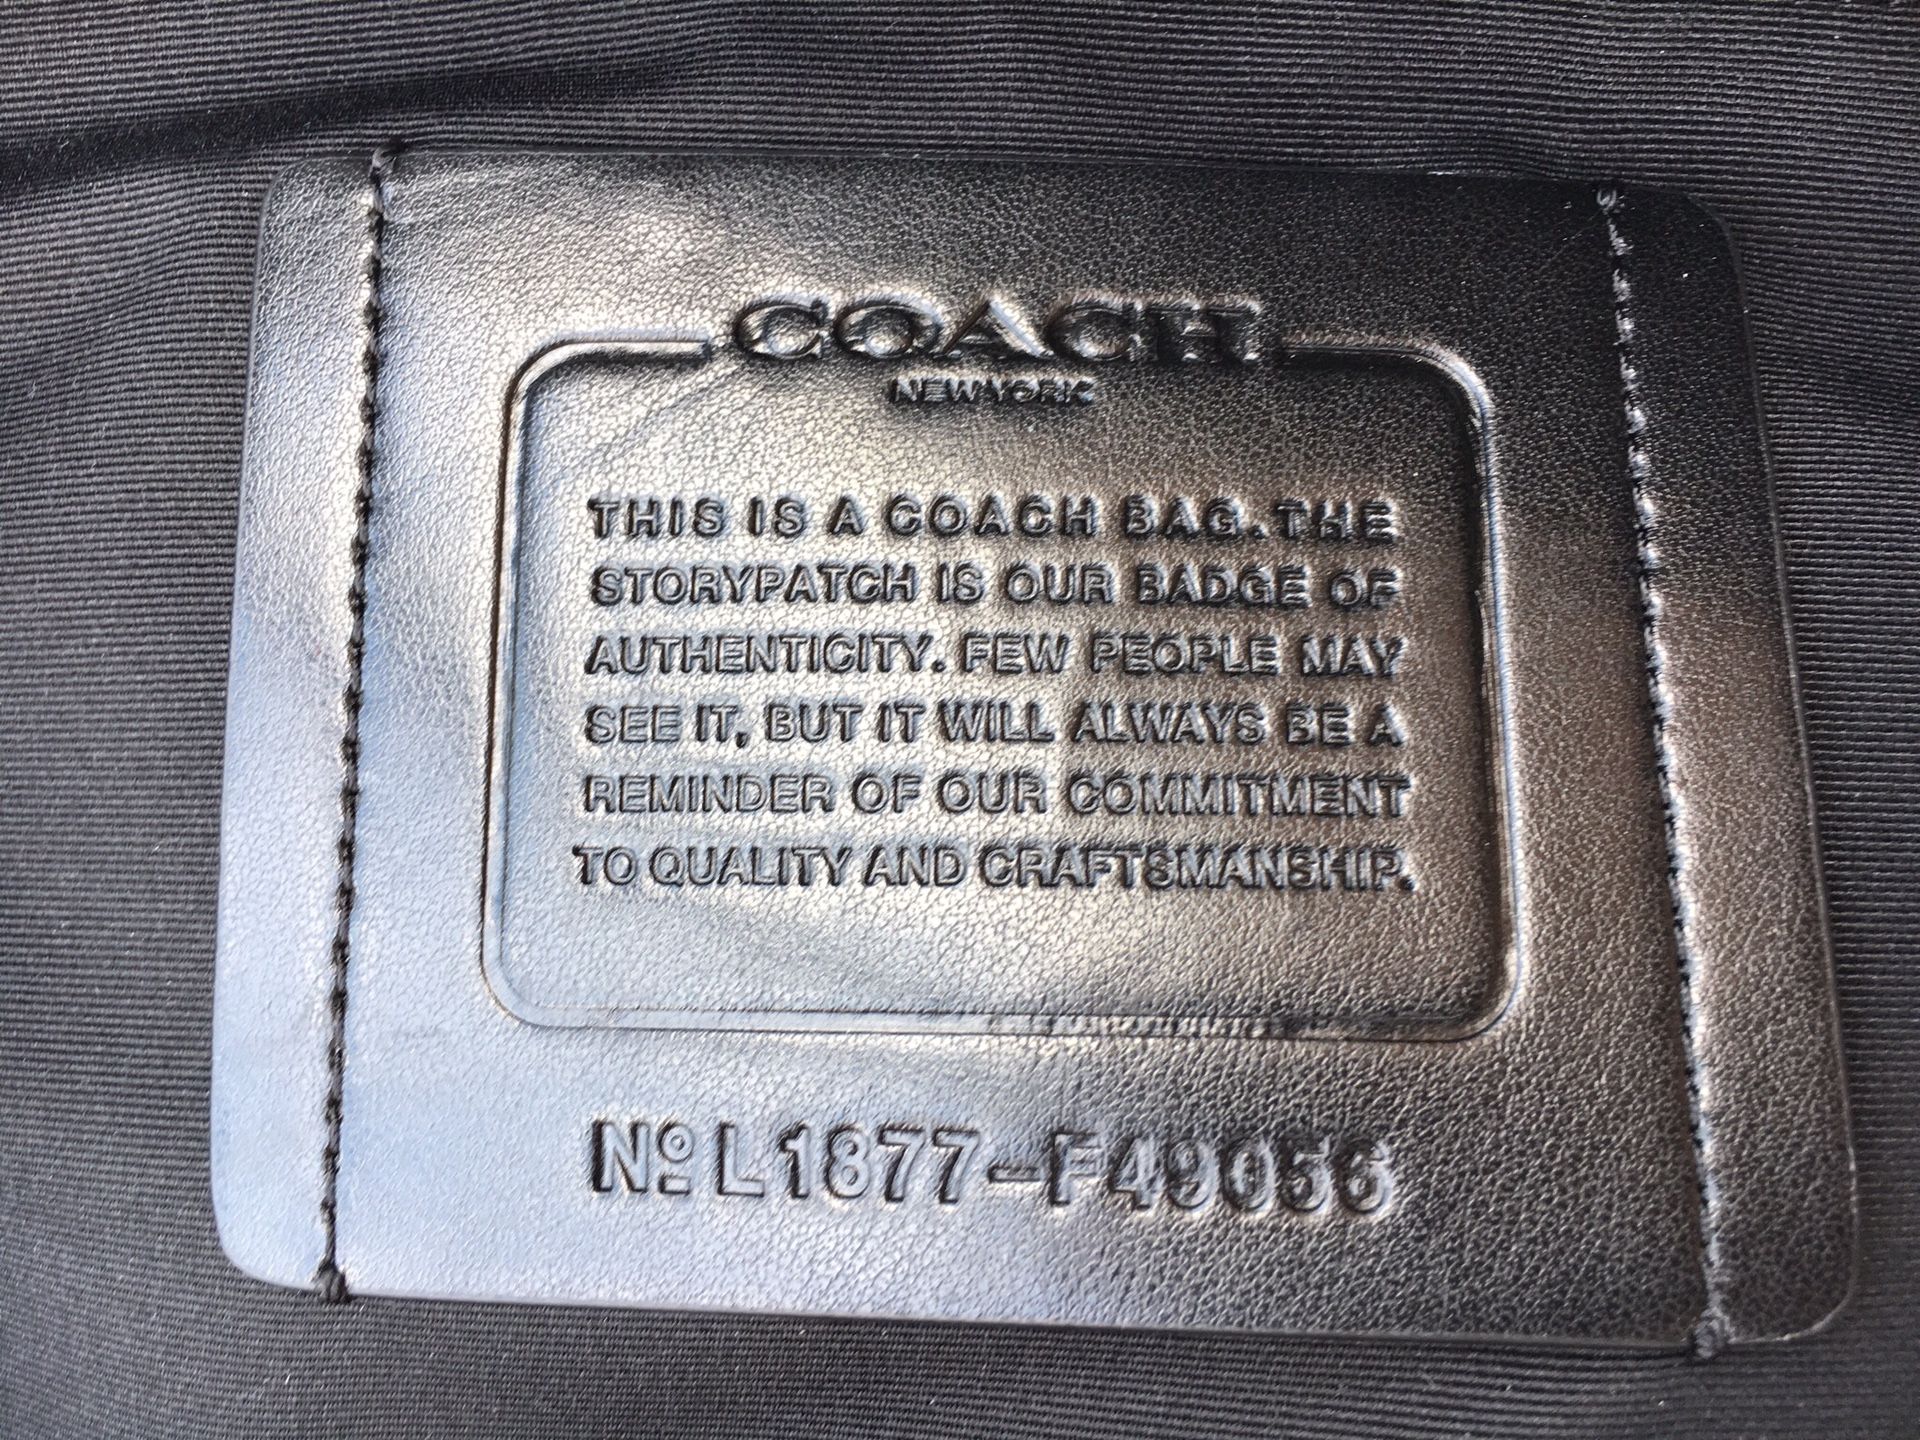 COACH
NEW YORK
THIS IS A COACH BAG. THE
STORYPATCH IS OUR BADGE OF
AUTHENTICITY. FEW PEOPLE MAY
SEE IT, BUT IT WILL ALWAYS BE A
REMINDER OF OUR COMMITMENT
TO QUALITY AND CRAFTSMANSHIP.
Nº L1877-F49056